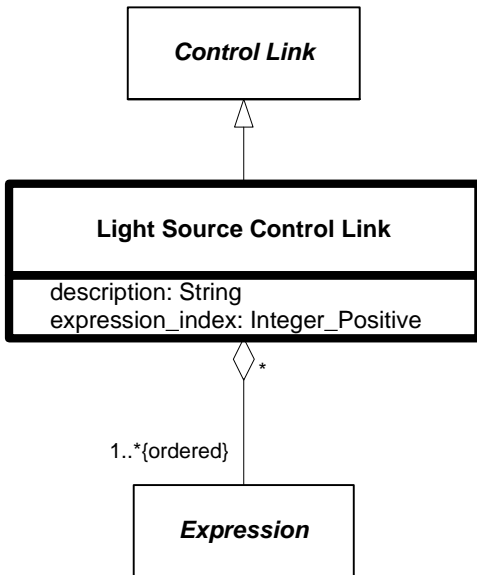 Control Link
Light Source Control Link
description: String
expression_index: Integer_Positive
*
1..*{ordered}
Expression